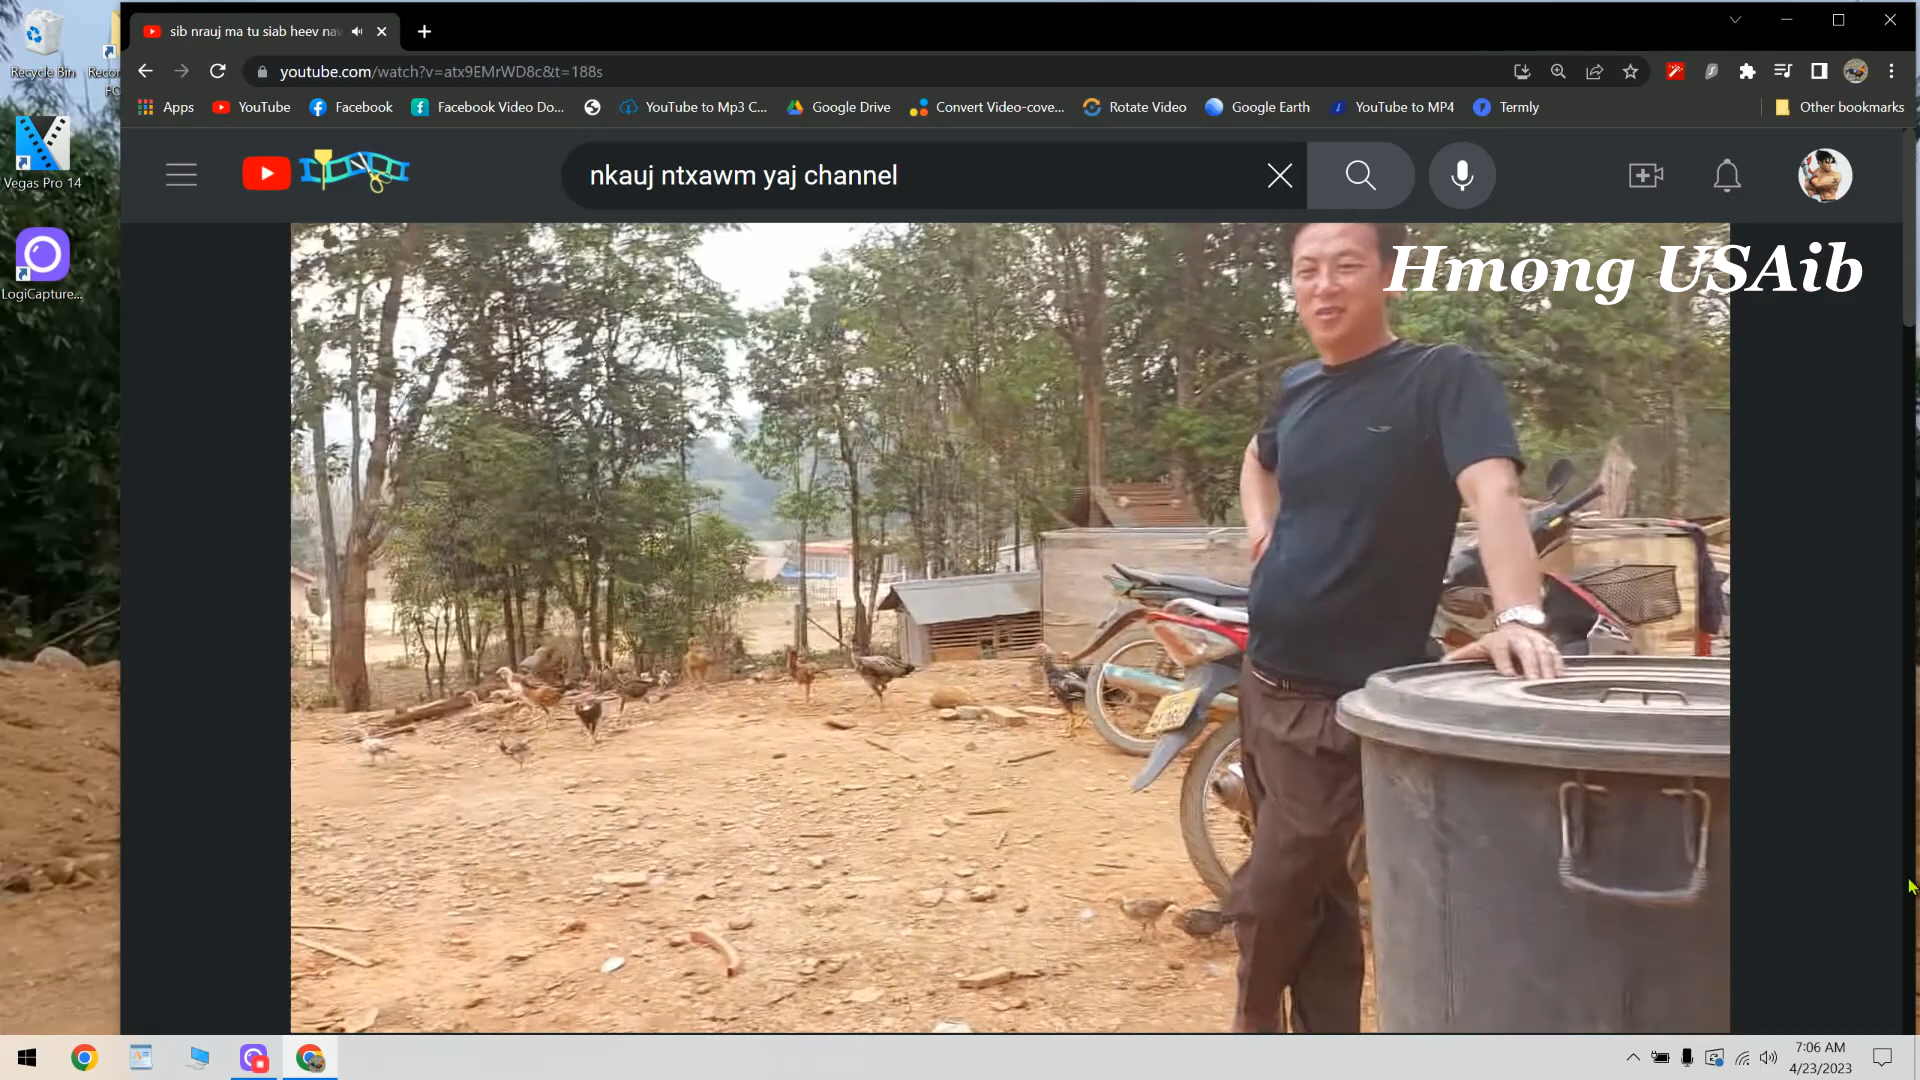 sib nrauj ma tu siab heev
Recycle Bin
youtube.com/watch?v=atx9EMrWD8c&t=188s
Apps
YouTube
Facebook
Facebook Video Do...
YouTube to Mp3 C...
Google Drive
Convert Video-cove...
Rotate Video
Google Earth
YouTube to MP4
Termly
Other bookmarks
Vegas Pro 14
nkauj ntxawm yaj channel
Hmong USAib
LogiCapture...
7:06 AM
4/23/2023